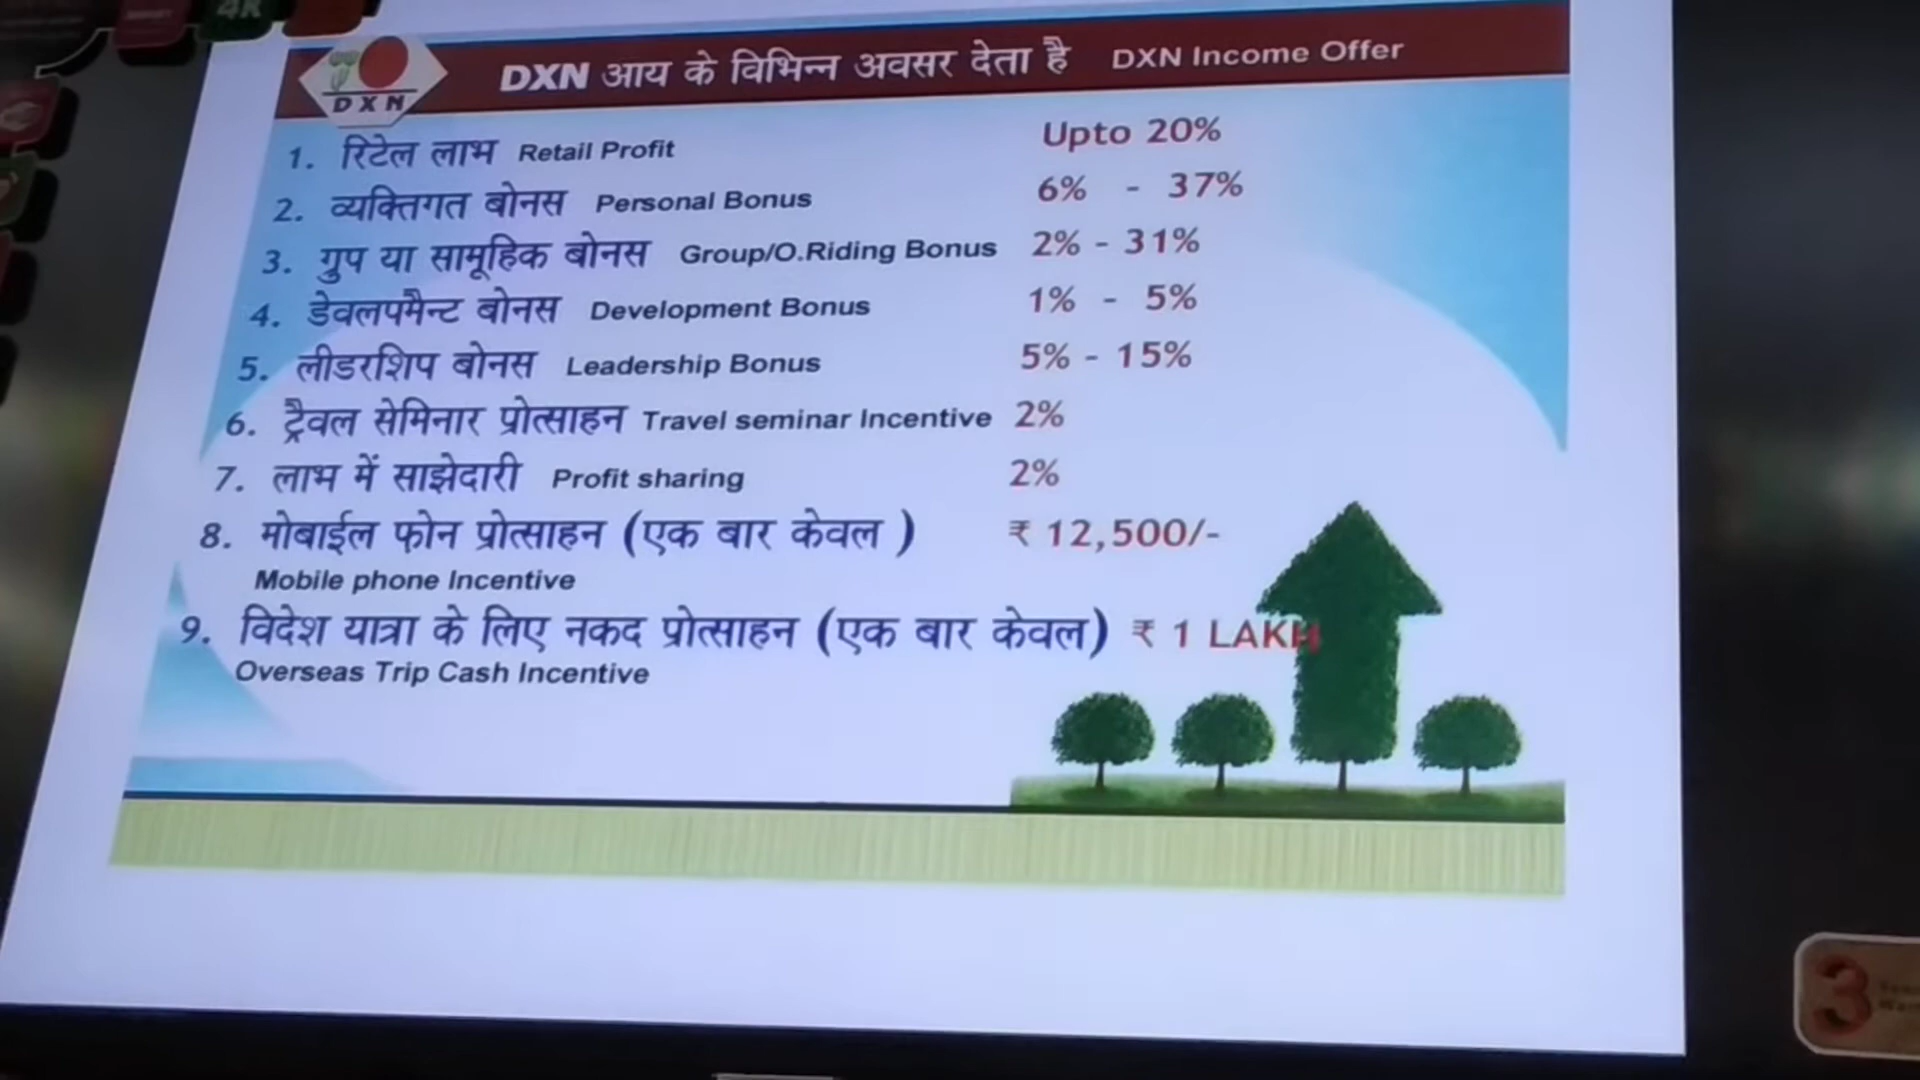 4K
DXN
DXN आय के विभिन्न अवसर देता है DXN Income Offer
1. रिटेल लाभ Retail Profit Upto 20%
2. व्यक्तिगत बोनस Personal Bonus 6% - 37%
3. ग्रुप या सामूहिक बोनस Group/O.Riding Bonus 2% - 31%
4. डेवलपमैन्ट बोनस Development Bonus 1% - 5%
5. लीडरशिप बोनस Leadership Bonus 5% - 15%
6. ट्रैवल सेमिनार प्रोत्साहन Travel seminar Incentive 2%
7. लाभ में साझेदारी Profit sharing 2%
8. मोबाईल फोन प्रोत्साहन (एक बार केवल ) ₹ 12,500/-
Mobile phone Incentive
9. विदेश यात्रा के लिए नकद प्रोत्साहन (एक बार केवल) ₹ 1 LAKH
Overseas Trip Cash Incentive
3